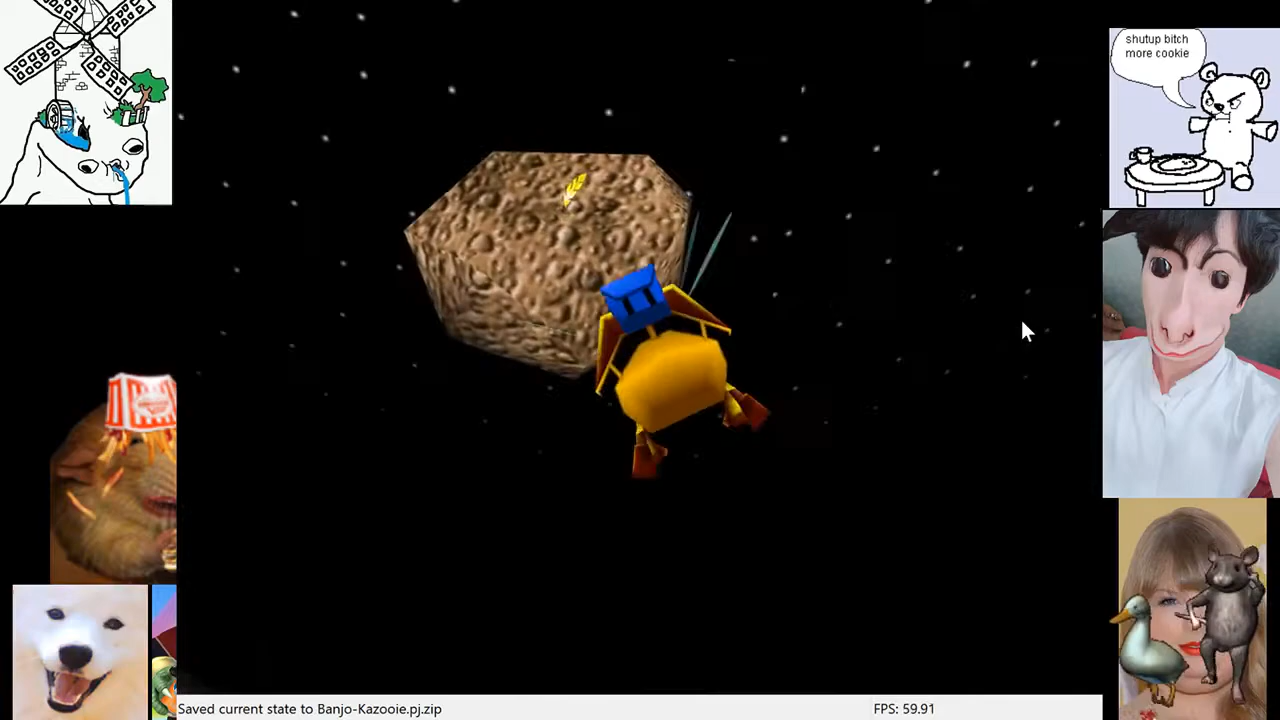 shutup bitch
more cookie
Saved current state to Banjo-Kazooie.pj.zip
FPS: 59.91